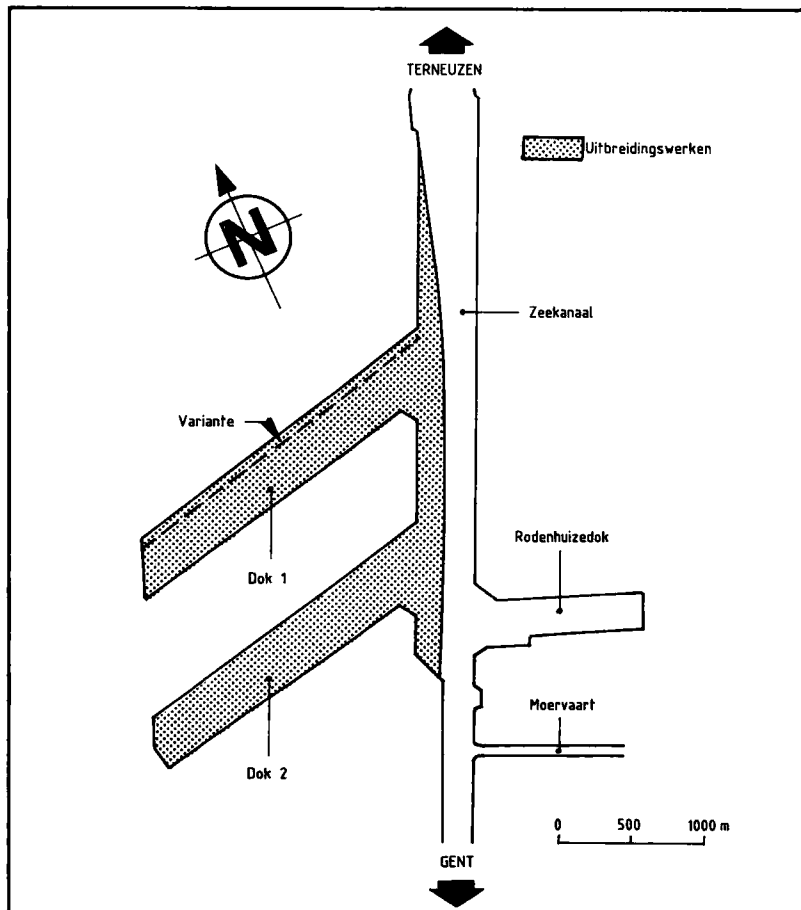 TERNEUZEN
Uitbreidingswerken
N
Zeekanaal
Variante
Rodenhuizedok
Dok 1
Moervaart
Dok 2
0 500 1000 m
GENT